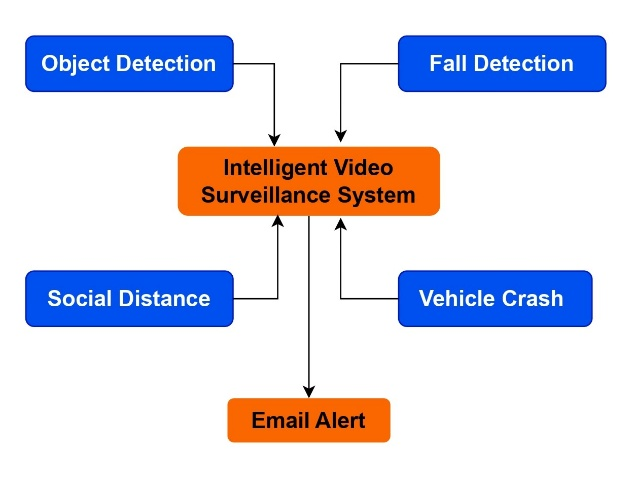 Object Detection
Fall Detection
Intelligent Video
Surveillance System
Social Distance
Vehicle Crash
Email Alert